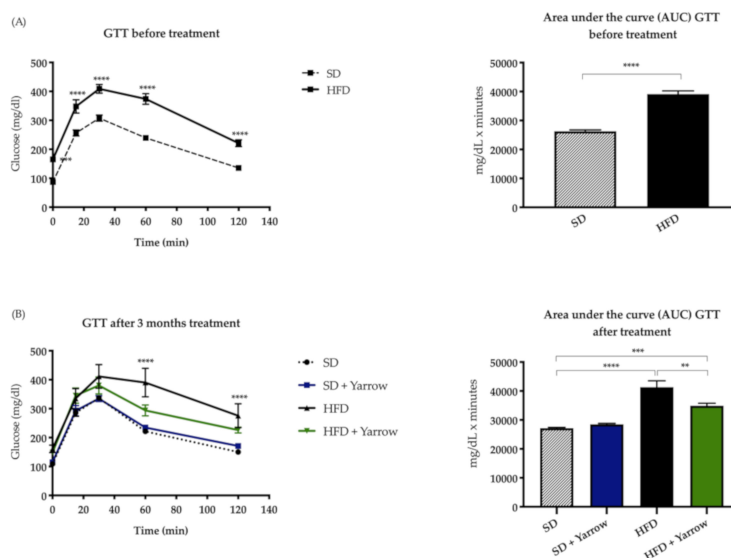 (A)
GTT before treatment
500
400
300
200
100
0
Glucose (mg/dl)
***
****
****
****
****
0 20 40 60 80 100 120 140
Time (min)
SD
HFD
Area under the curve (AUC) GTT
before treatment
50000
40000
30000
20000
10000
0
mg/dL x minutes
****
SD
HFD
(B)
GTT after 3 months treatment
500
400
300
200
100
0
Glucose (mg/dl)
****
****
0 20 40 60 80 100 120 140
Time (min)
SD
SD + Yarrow
HFD
HFD + Yarrow
Area under the curve (AUC) GTT
after treatment
50000
40000
30000
20000
10000
0
mg/dL x minutes
***
****
**
SD
SD + Yarrow
HFD
HFD + Yarrow